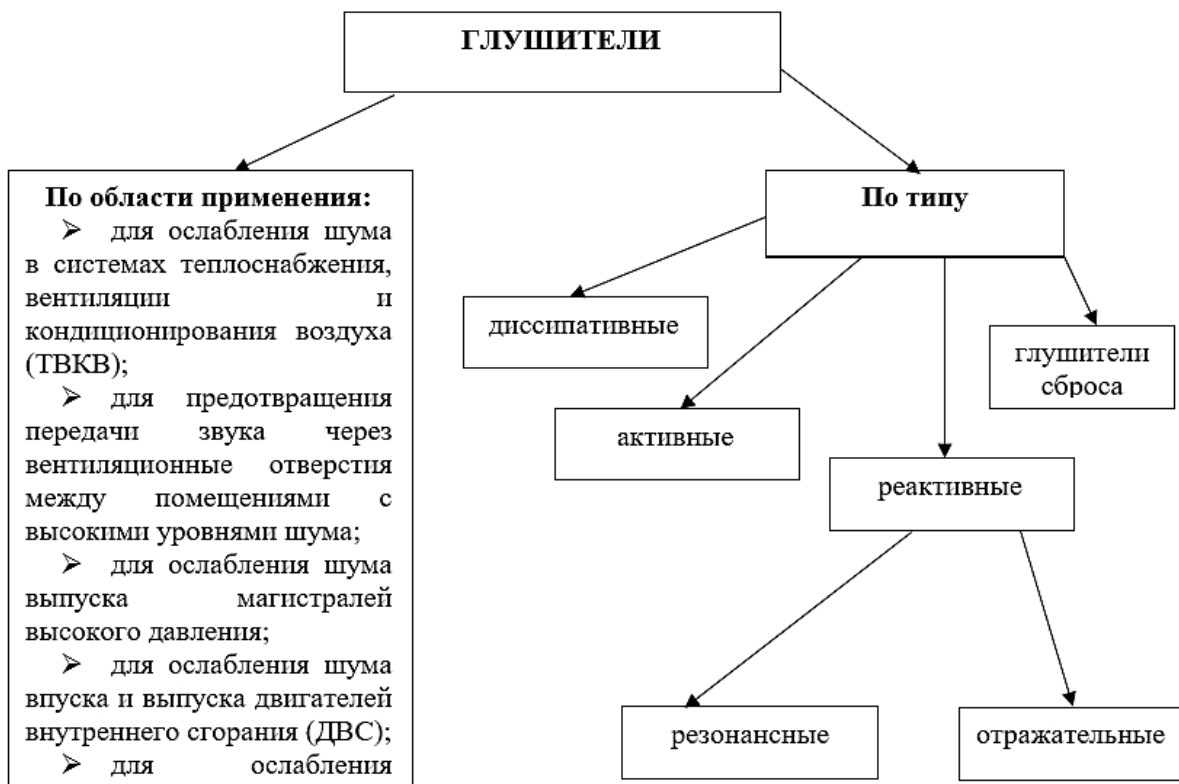 ГЛУШИТЕЛИ
По области применения:
➢ для ослабления шума
в системах теплоснабжения,
вентиляции и
кондиционирования воздуха
(ТВКВ);
➢ для предотвращения
передачи звука через
вентиляционные отверстия
между помещениями с
высокими уровнями шума;
➢ для ослабления шума
выпуска магистралей
высокого давления;
➢ для ослабления шума
впуска и выпуска двигателей
внутреннего сгорания (ДВС);
➢ для ослабления
По типу
диссипативные
глушители
сброса
активные
реактивные
резонансные
отражательные